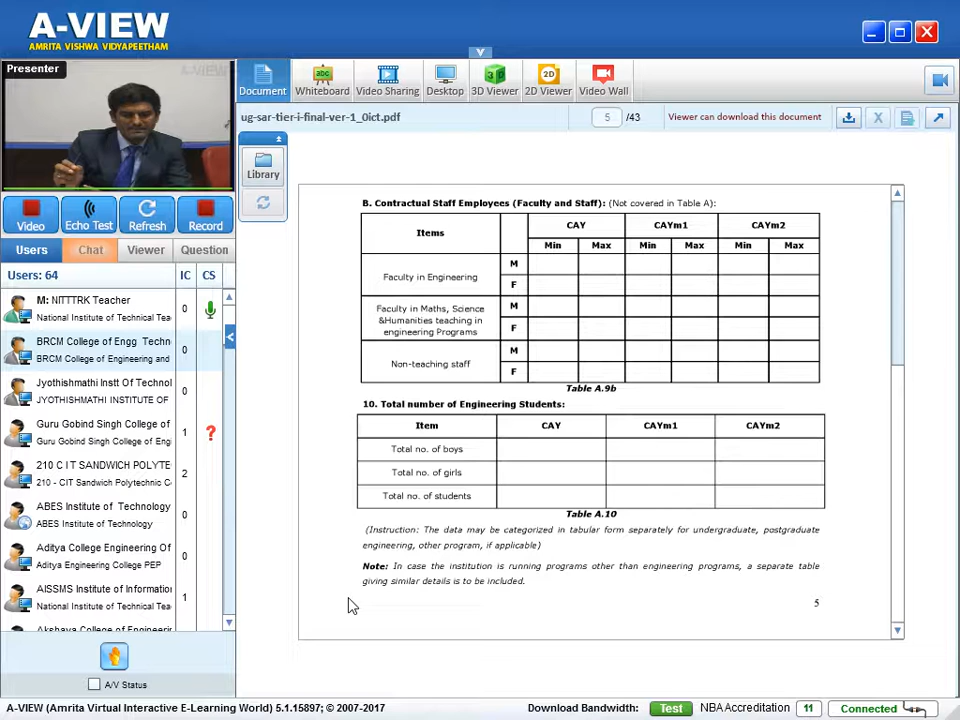 A-VIEW
AMRITA VISHWA VIDYAPEETHAM
Presenter
A-VIEW
Document
Whiteboard
Video Sharing
Desktop
3D Viewer
2D Viewer
Video Wall
ug-sar-tier-i-final-ver-1_0ict.pdf
5 /43
Viewer can download this document
Library
Video
Echo Test
Refresh
Record
Users
Chat
Viewer
Question
Users: 64
IC
CS
M: NITTTRK Teacher
National Institute of Technical Tea
0
BRCM College of Engg Techn
BRCM College of Engineering and
0
Jyothishmathi Instt Of Technol
JYOTHISHMATHI INSTITUTE OF
0
Guru Gobind Singh College of
Guru Gobind Singh College of Eng
1 ?
210 C I T SANDWICH POLYTE
210 - CIT Sandwich Polytechnic C
2
ABES Institute of Technology
ABES Institute of Technology
0
Aditya College Engineering Of
Aditya Engineering College PEP
0
AISSMS Institute of Informatior
National Institute of Technical Tea
1
Akshaya College of Engineerin
A/V Status
B. Contractual Staff Employees (Faculty and Staff): (Not covered in Table A):
Items CAY CAYm1 CAYm2
Min Max Min Max Min Max
Faculty in Engineering M
F
Faculty in Maths, Science
&Humanities teaching in
engineering Programs
M
F
Non-teaching staff M
F
Table A.9b
10. Total number of Engineering Students:
Item CAY CAYm1 CAYm2
Total no. of boys
Total no. of girls
Total no. of students
Table A.10
(Instruction: The data may be categorized in tabular form separately for undergraduate, postgraduate
engineering, other program, if applicable)
Note: In case the institution is running programs other than engineering programs, a separate table
giving similar details is to be included.
5
A-VIEW (Amrita Virtual Interactive E-Learning World) 5.1.15897; © 2007-2017
Download Bandwidth: Test NBA Accreditation 11 Connected